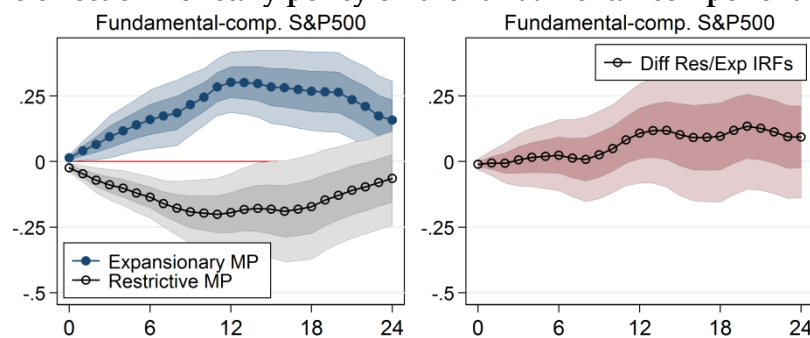 Fundamental-comp. S&P500
.25
0
-.25
-.5
Expansionary MP
Restrictive MP
0 6 12 18 24
Fundamental-comp. S&P500
Diff Res/Exp IRFs
.25
0
-.25
-.5
0 6 12 18 24